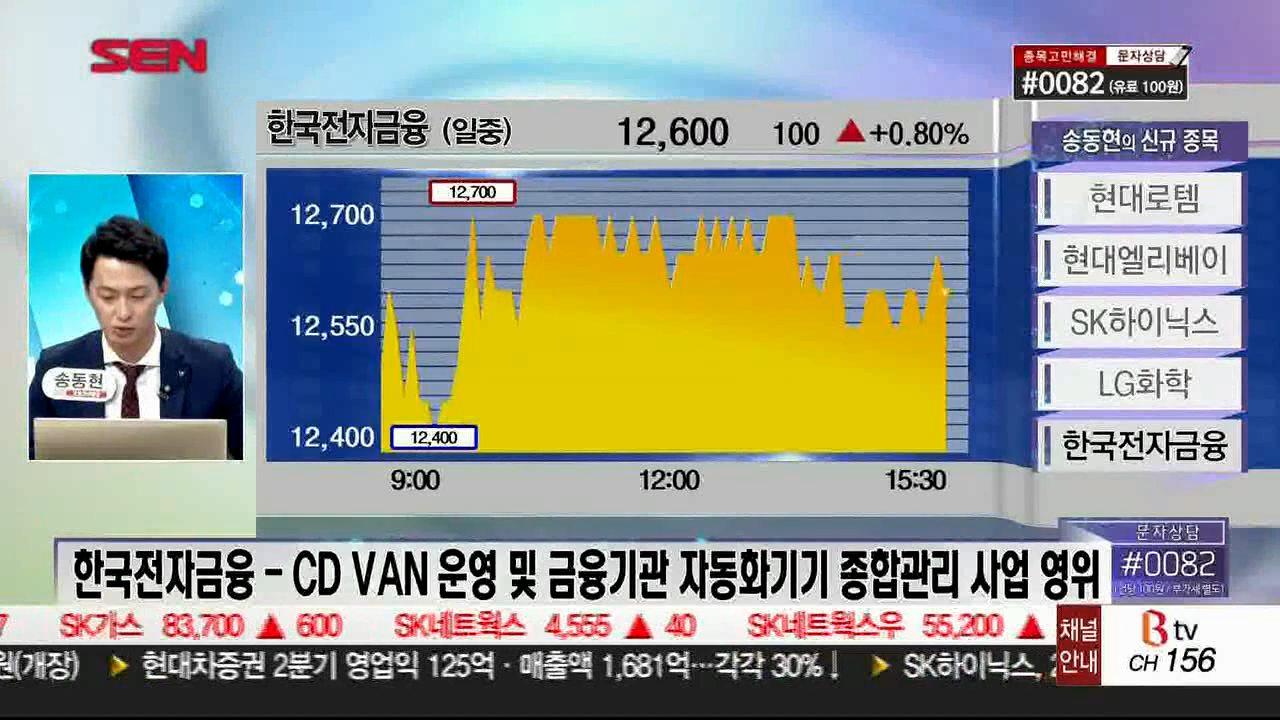 SEN
종목고민해결 문자상담
#0082 (유료 100원)
한국전자금융 (일중) 12,600 100 ▲+0.80%
12,700
12,700
12,550
12,400
12,400
9:00 12:00 15:30
송동현
송동현의 신규 종목
현대로템
현대엘리베이
SK하이닉스
LG화학
한국전자금융
문자상담
#0082
한국전자금융 - CD VAN 운영 및 금융기관 자동화기기 종합관리 사업 영위
7 SK가스 83,700 ▲ 600 SK네트웍스 4,555 ▲ 40 SK네트웍스우 55,200 ▲
원(개장) 현대차증권 2분기 영업익 125억·매출액 1,681억…각각 30%↓ SK하이닉스, 2
채널
안내
B tv
CH 156